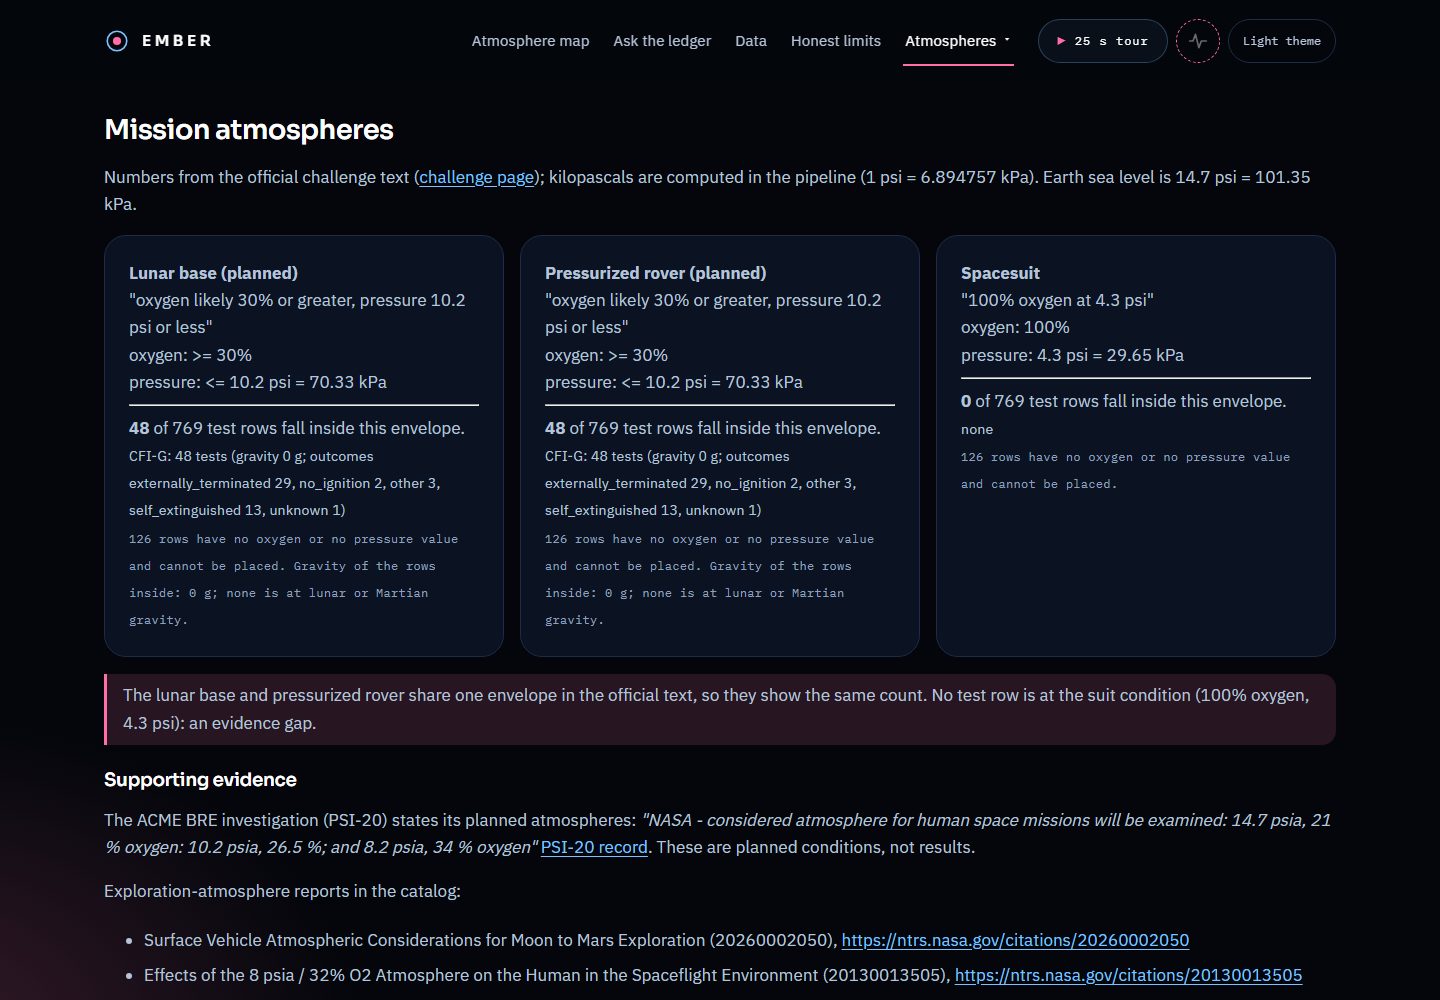 EMBER
Atmosphere map
Ask the ledger
Data
Honest limits
Atmospheres
25 s tour
Light theme
Mission atmospheres
Numbers from the official challenge text (challenge page); kilopascals are computed in the pipeline (1 psi = 6.894757 kPa). Earth sea level is 14.7 psi = 101.35
kPa.
Lunar base (planned)
"oxygen likely 30% or greater, pressure 10.2
psi or less"
oxygen: >= 30%
pressure: <= 10.2 psi = 70.33 kPa
48 of 769 test rows fall inside this envelope.
CFI-G: 48 tests (gravity 0 g; outcomes
externally_terminated 29, no_ignition 2, other 3,
self_extinguished 13, unknown 1)
126 rows have no oxygen or no pressure value
and cannot be placed. Gravity of the rows
inside: 0 g; none is at lunar or Martian
gravity.
Pressurized rover (planned)
"oxygen likely 30% or greater, pressure 10.2
psi or less"
oxygen: >= 30%
pressure: <= 10.2 psi = 70.33 kPa
48 of 769 test rows fall inside this envelope.
CFI-G: 48 tests (gravity 0 g; outcomes
externally_terminated 29, no_ignition 2, other 3,
self_extinguished 13, unknown 1)
126 rows have no oxygen or no pressure value
and cannot be placed. Gravity of the rows
inside: 0 g; none is at lunar or Martian
gravity.
Spacesuit
"100% oxygen at 4.3 psi"
oxygen: 100%
pressure: 4.3 psi = 29.65 kPa
0 of 769 test rows fall inside this envelope.
none
126 rows have no oxygen or no pressure value
and cannot be placed.
The lunar base and pressurized rover share one envelope in the official text, so they show the same count. No test row is at the suit condition (100% oxygen,
4.3 psi): an evidence gap.
Supporting evidence
The ACME BRE investigation (PSI-20) states its planned atmospheres: "NASA - considered atmosphere for human space missions will be examined: 14.7 psia, 21
% oxygen: 10.2 psia, 26.5 %; and 8.2 psia, 34 % oxygen" PSI-20 record. These are planned conditions, not results.
Exploration-atmosphere reports in the catalog:
• Surface Vehicle Atmospheric Considerations for Moon to Mars Exploration (20260002050), https://ntrs.nasa.gov/citations/20260002050
• Effects of the 8 psia / 32% O2 Atmosphere on the Human in the Spaceflight Environment (20130013505), https://ntrs.nasa.gov/citations/20130013505